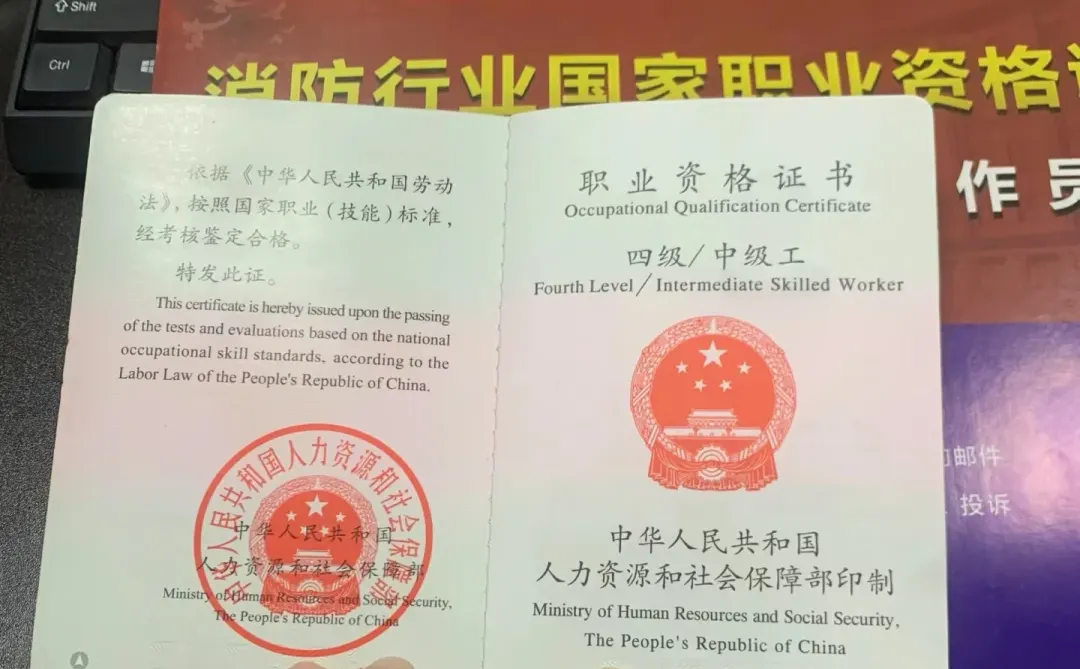 Shift
Ctrl
消防行业国家职业资格
作员
依据《中华人民共和国劳动
法》，按照国家职业（技能）标准，
经考核鉴定合格。
特发此证。
This certificate is hereby issued upon the passing
of the tests and evaluations based on the national
occupational skill standards, according to the
Labor Law of the People's Republic of China.
中华人民共和国人力资源和社会保障部
中华人民共和国
人力资源和社会保障部
Ministry of Human Resources and Social Security,
The People's Republic of China
职业资格证书
Occupational Qualification Certificate
四级/中级工
Fourth Level/Intermediate Skilled Worker
中华人民共和国
人力资源和社会保障部印制
Ministry of Human Resources and Social Security,
The People's Republic of China
邮件
投诉